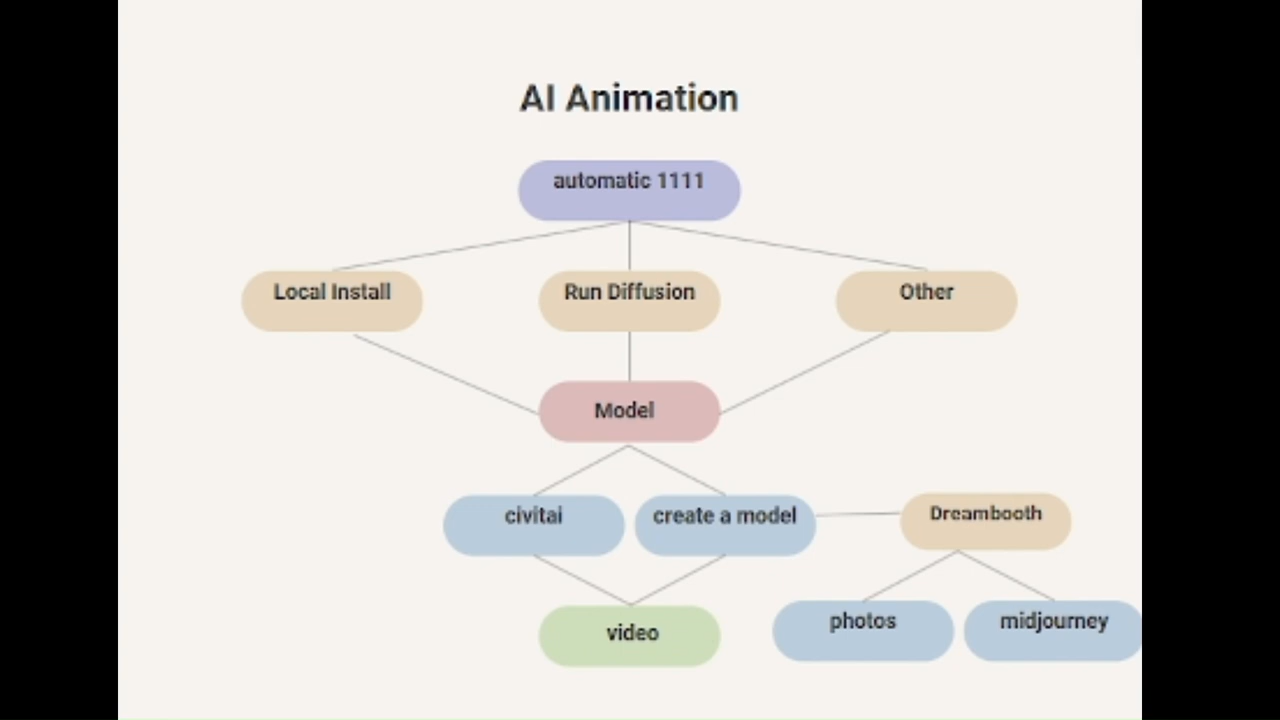 AI Animation
automatic 1111
Local Install
Run Diffusion
Other
Model
civitai
create a model
Dreambooth
photos
midjourney
video